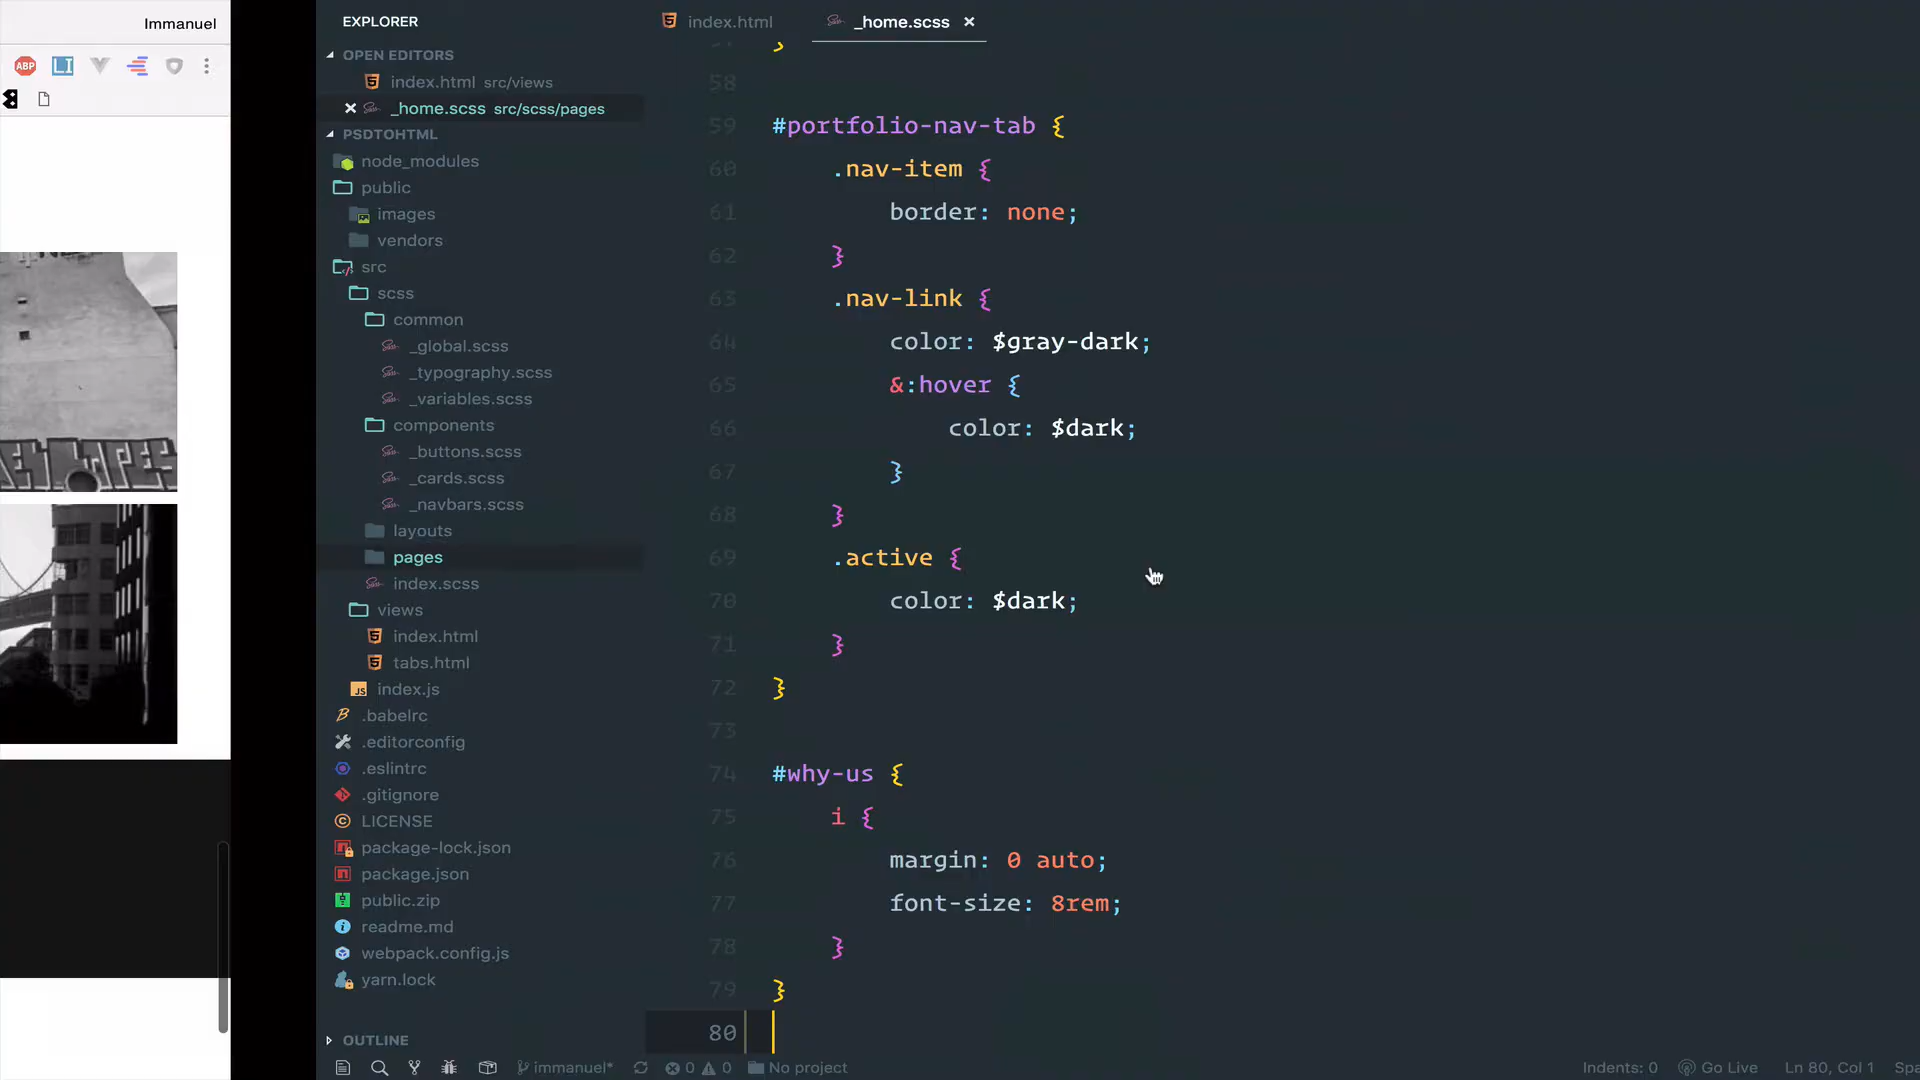 Immanuel
ABP
LI
EXPLORER
OPEN EDITORS
index.html src/views
_home.scss src/scss/pages
PSDTOHTML
node_modules
public
images
vendors
src
scss
common
_global.scss
_typography.scss
_variables.scss
components
_buttons.scss
_cards.scss
_navbars.scss
layouts
pages
index.scss
views
index.html
tabs.html
JS index.js
.babelrc
.editorconfig
.eslintrc
.gitignore
LICENSE
package-lock.json
package.json
public.zip
readme.md
webpack.config.js
yarn.lock
OUTLINE
index.html
_home.scss
}
58
59 #portfolio-nav-tab {
60 .nav-item {
61 border: none;
62 }
63 .nav-link {
64 color: $gray-dark;
65 &:hover {
66 color: $dark;
67 }
68 }
69 .active {
70 color: $dark;
71 }
72 }
73
74 #why-us {
75 i {
76 margin: 0 auto;
77 font-size: 8rem;
78 }
79 }
80
immanuel* 0 0 No project Indents: 0 Go Live Ln 80, Col 1 Spa